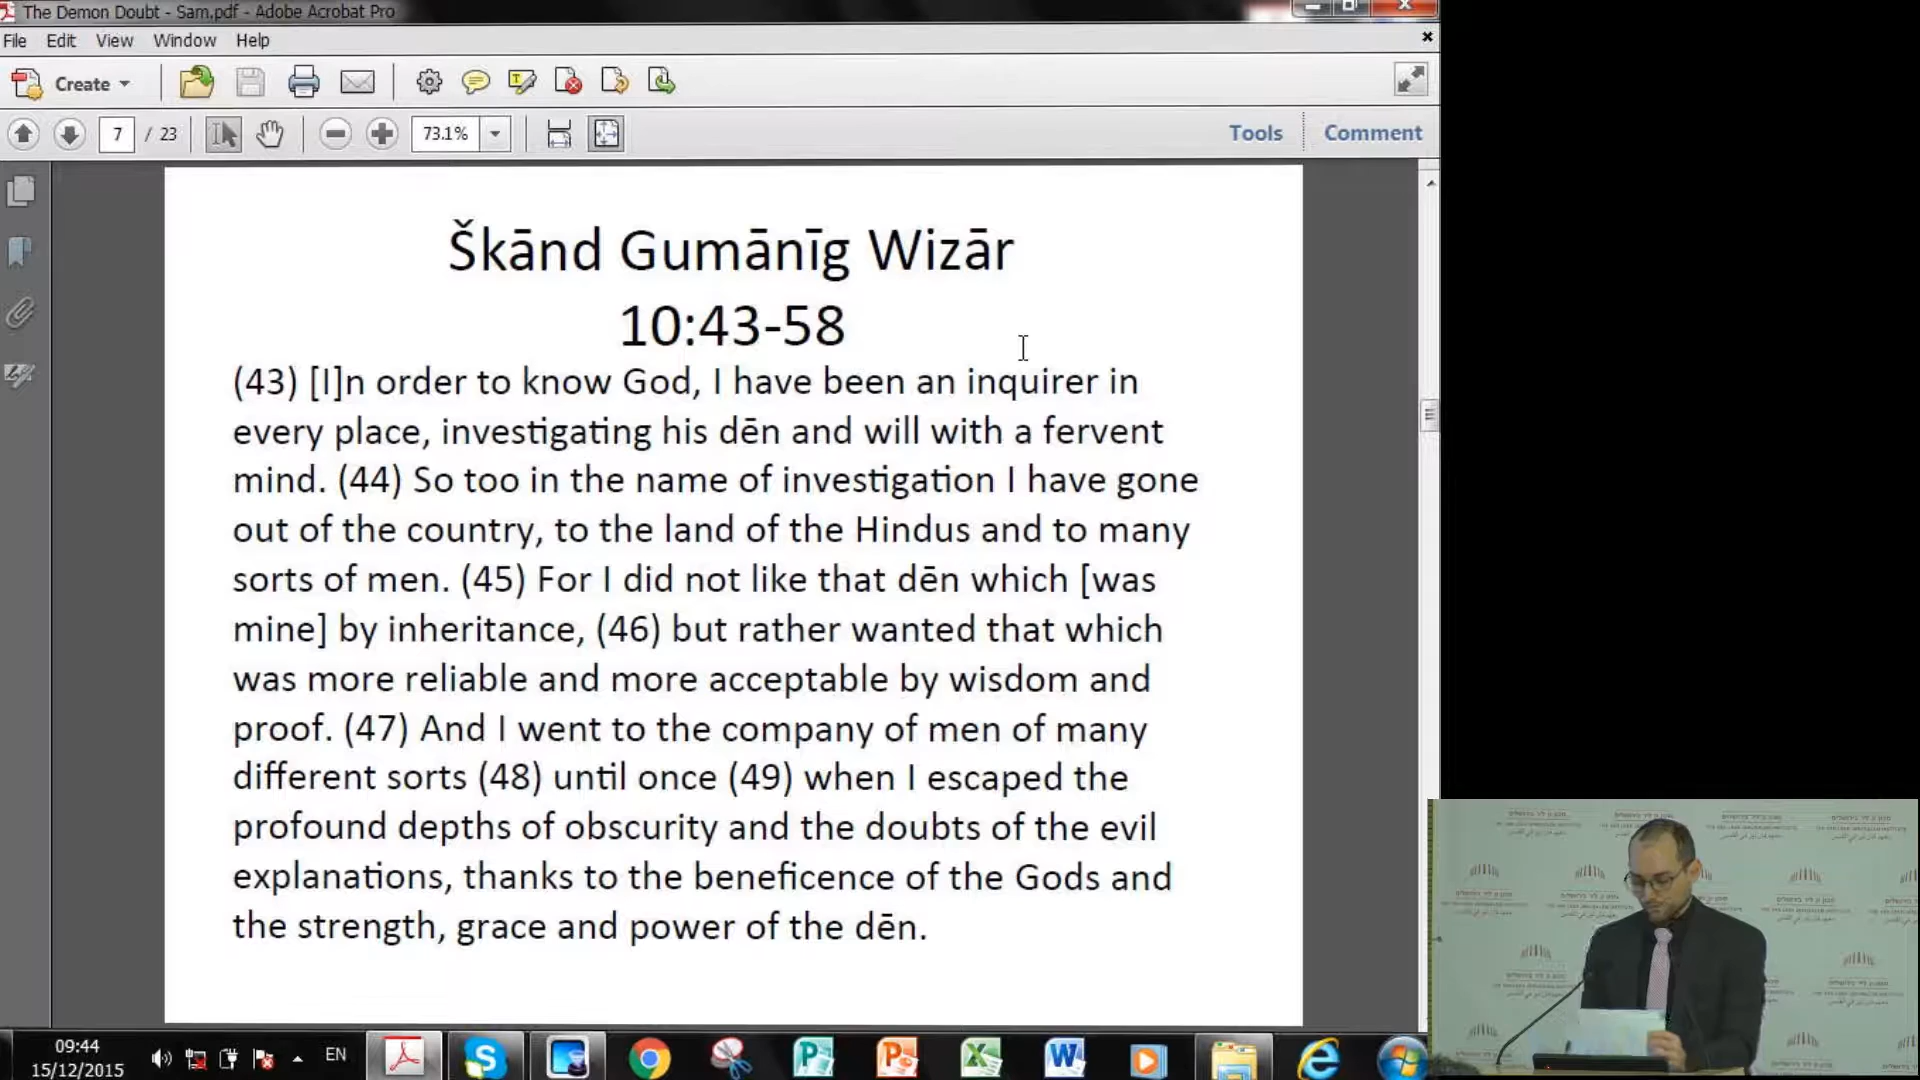 The Demon Doubt - Sam.pdf - Adobe Acrobat Pro
File Edit View Window Help
Create
7 / 23 73.1% Tools Comment
Škānd Gumānīg Wizār
10:43-58
(43) [I]n order to know God, I have been an inquirer in
every place, investigating his dēn and will with a fervent
mind. (44) So too in the name of investigation I have gone
out of the country, to the land of the Hindus and to many
sorts of men. (45) For I did not like that dēn which [was
mine] by inheritance, (46) but rather wanted that which
was more reliable and more acceptable by wisdom and
proof. (47) And I went to the company of men of many
different sorts (48) until once (49) when I escaped the
profound depths of obscurity and the doubts of the evil
explanations, thanks to the beneficence of the Gods and
the strength, grace and power of the dēn.
09:44
15/12/2015
EN